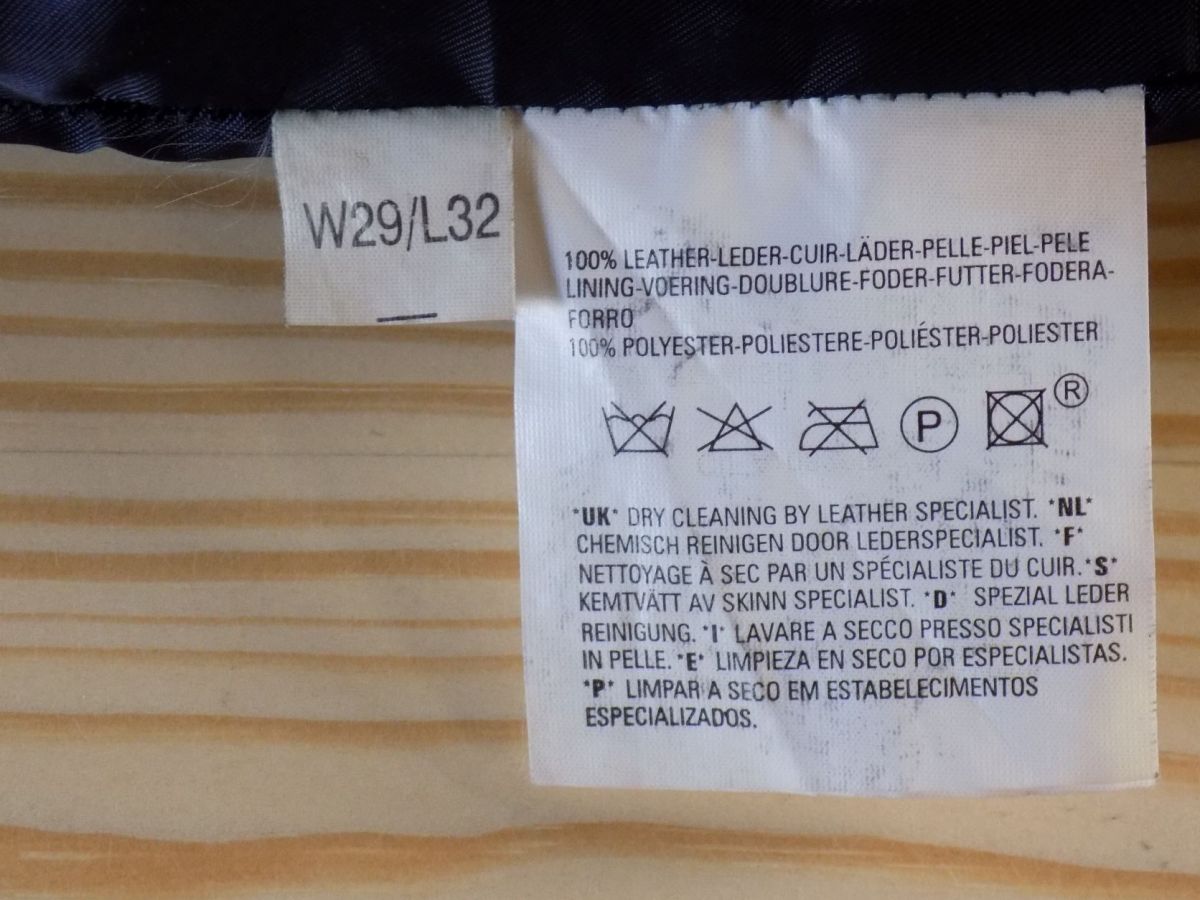 W29/L32
100% LEATHER-LEDER-CUIR-LÄDER-PELLE-PIEL-PELE
LINING-VOERING-DOUBLURE-FODER-FUTTER-FODERA-
FORRO
100% POLYESTER-POLIESTERE-POLIÉSTER-POLIESTER
P ®
*UK* DRY CLEANING BY LEATHER SPECIALIST. *NL*
CHEMISCH REINIGEN DOOR LEDERSPECIALIST. *F*
NETTOYAGE À SEC PAR UN SPÉCIALISTE DU CUIR. *S*
KEMTVÄTT AV SKINN SPECIALIST. *D* SPEZIAL LEDER
REINIGUNG. *I* LAVARE A SECCO PRESSO SPECIALISTI
IN PELLE. *E* LIMPIEZA EN SECO POR ESPECIALISTAS.
*P* LIMPAR A SECO EM ESTABELECIMENTOS
ESPECIALIZADOS.